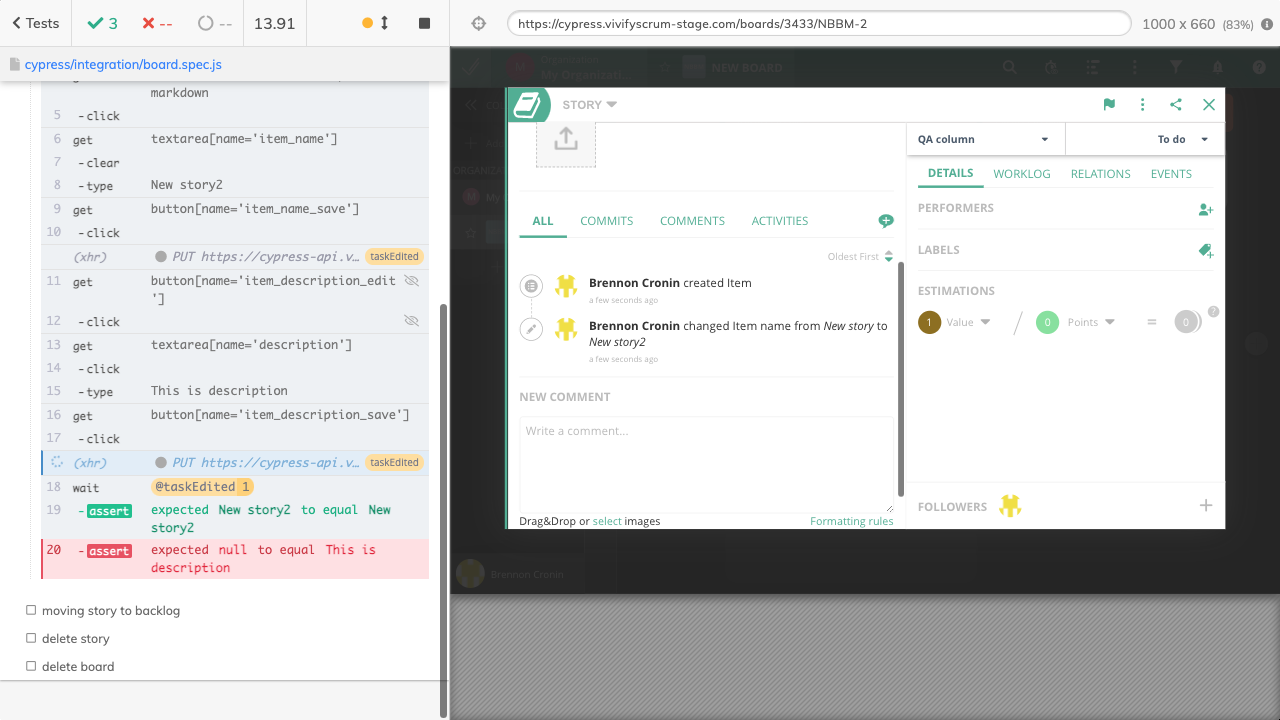 Tests
3
--
--
13.91
https://cypress.vivifyscrum-stage.com/boards/3433/NBBM-2
1000 x 660 (83%)
cypress/integration/board.spec.js
markdown
5 - click
6 get textarea[name='item_name']
7 - clear
8 - type New story2
9 get button[name='item_name_save']
10 - click
(xhr) PUT https://cypress-api.v... taskEdited
11 get button[name='item_description_edit
']
12 - click
13 get textarea[name='description']
14 - click
15 - type This is description
16 get button[name='item_description_save']
17 - click
(xhr) PUT https://cypress-api.v... taskEdited
18 wait @taskEdited 1
19 - assert expected New story2 to equal New
story2
20 - assert expected null to equal This is
description
moving story to backlog
delete story
delete board
Organization
My Organizati...
NEW BOARD
STORY
QA column
To do
DETAILS
WORKLOG
RELATIONS
EVENTS
PERFORMERS
LABELS
ESTIMATIONS
1 Value
0 Points
=
0
?
FOLLOWERS
ALL
COMMITS
COMMENTS
ACTIVITIES
Oldest First
Brennon Cronin created Item
a few seconds ago
Brennon Cronin changed Item name from New story to
New story2
a few seconds ago
NEW COMMENT
Write a comment...
Drag&Drop or select images
Formatting rules
Brennon Cronin